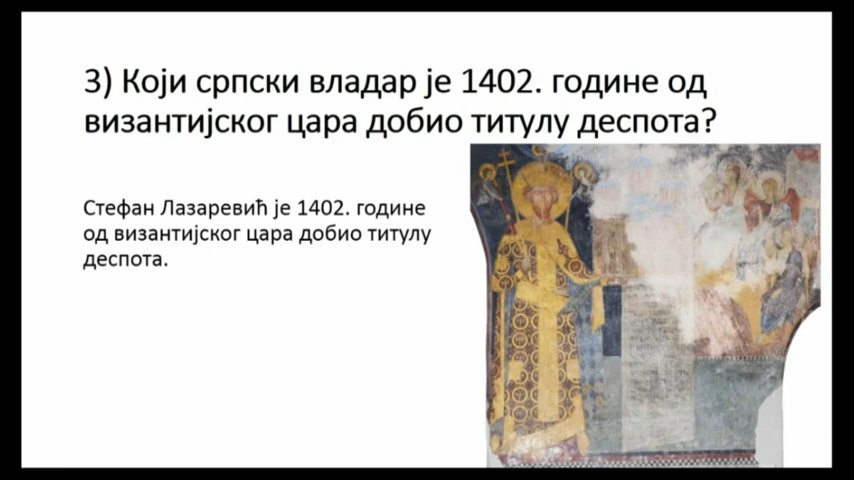 3) Који српски владар је 1402. године од
византијског цара добио титулу деспота?
Стефан Лазаревић је 1402. године
од византијског цара добио титулу
деспота.